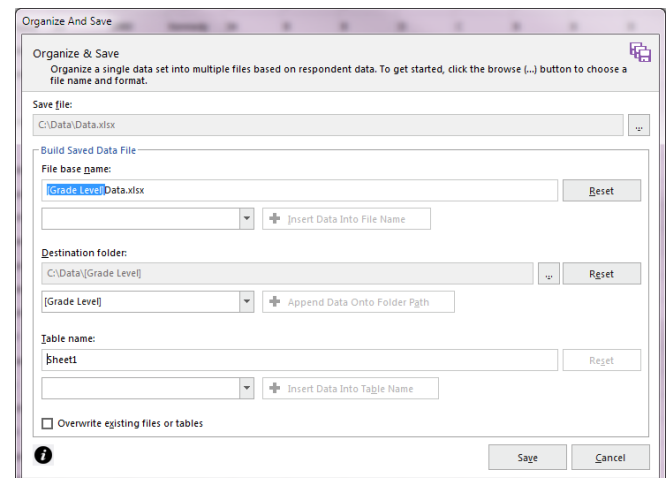 Organize And Save
Organize & Save
Organize a single data set into multiple files based on respondent data. To get started, click the browse (...) button to choose a
file name and format.
Save file:
C:\Data\Data.xlsx
...
Build Saved Data File
File base name:
[Grade Level]Data.xlsx
Reset
Insert Data Into File Name
Destination folder:
C:\Data\[Grade Level]
...
Reset
[Grade Level]
Append Data Onto Folder Path
Table name:
Sheet1
Reset
Insert Data Into Table Name
Overwrite existing files or tables
Save
Cancel